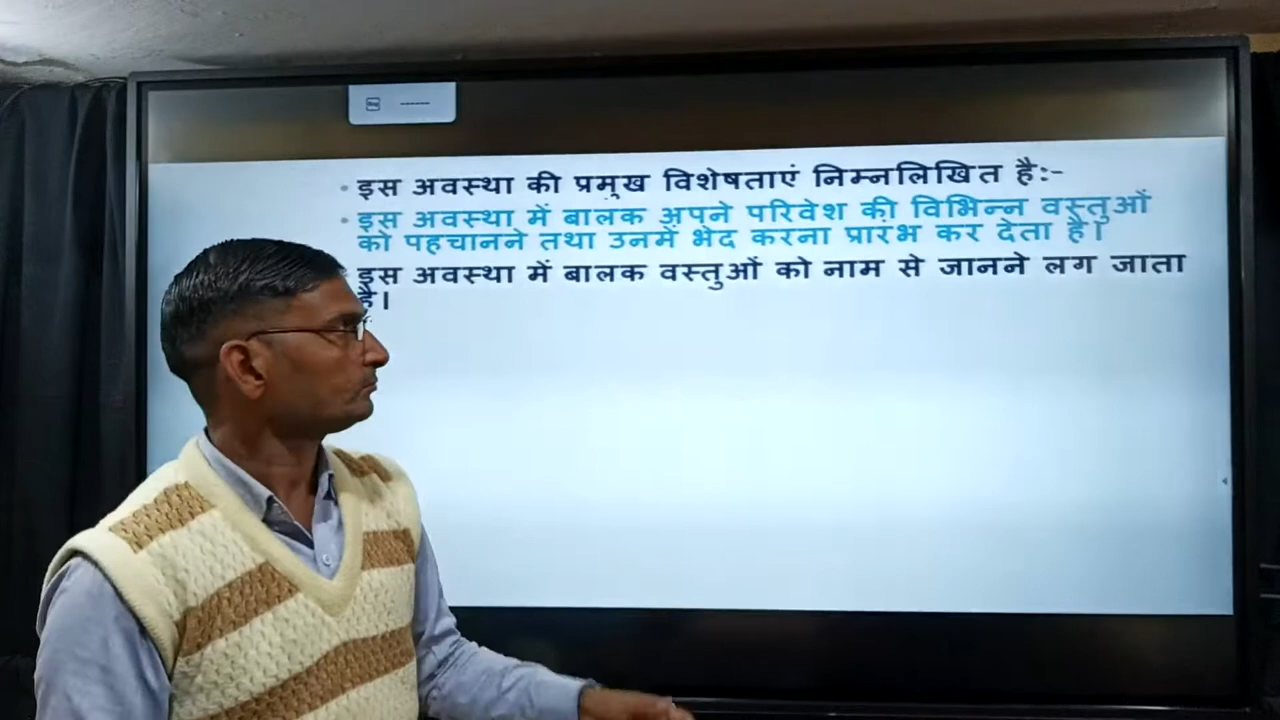 इस अवस्था की प्रमुख विशेषताएं निम्नलिखित है:-
इस अवस्था में बालक अपने परिवेश की विभिन्न वस्तुओं
को पहचानने तथा उनमें भेद करना प्रारंभ कर देता है।
इस अवस्था में बालक वस्तुओं को नाम से जानने लग जाता
है।